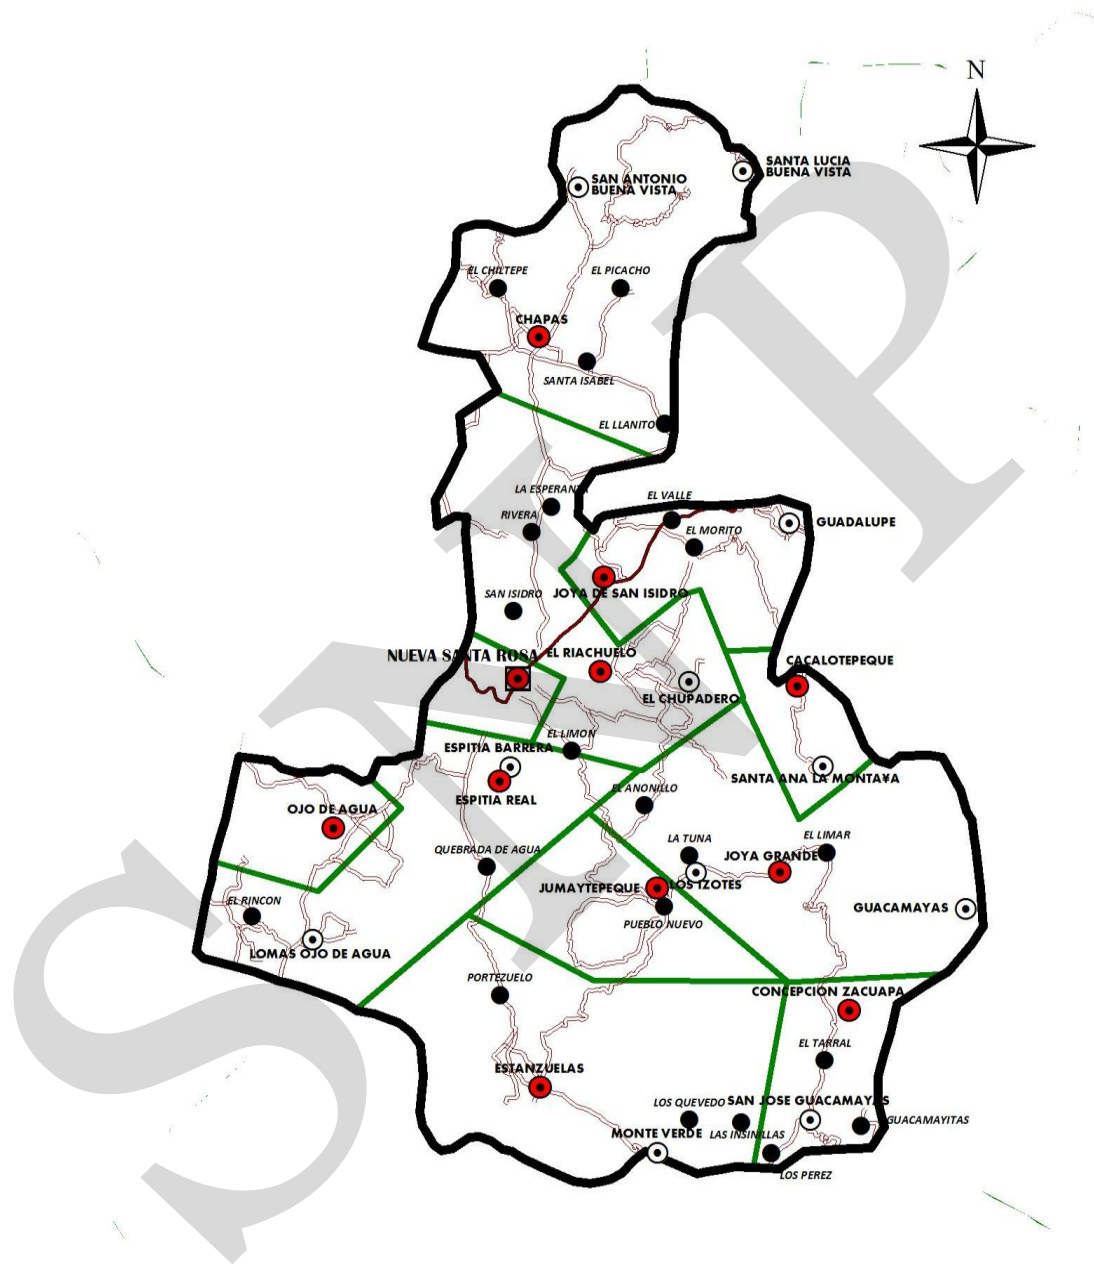 N
SANTA LUCIA
BUENA VISTA
SAN ANTONIO
BUENA VISTA
EL CHILTEPE
EL PICACHO
CHAPAS
SANTA ISABEL
EL LLANITO
LA ESPERANZA
EL VALLE
RIVERA
GUADALUPE
EL MORITO
SAN ISIDRO
JOYA DE SAN ISIDRO
NUEVA SANTA ROSA
EL RIACHUELO
CACALOTEPEQUE
EL CHUPADERO
EL LIMON
ESPITIA BARRERA
SANTA ANA LA MONTA¥A
ESPITIA REAL
EL ANONILLO
OJO DE AGUA
LA TUNA
EL LIMAR
QUEBRADA DE AGUA
JOYA GRANDE
JUMAYTEPEQUE
LOS IZOTES
EL RINCON
GUACAMAYAS
PUEBLO NUEVO
LOMAS OJO DE AGUA
PORTEZUELO
CONCEPCION ZACUAPA
EL TARRAL
ESTANZUELAS
LOS QUEVEDO
SAN JOSE GUACAMAYAS
GUACAMAYITAS
MONTE VERDE
LAS INSINILLAS
LOS PEREZ
SNIP